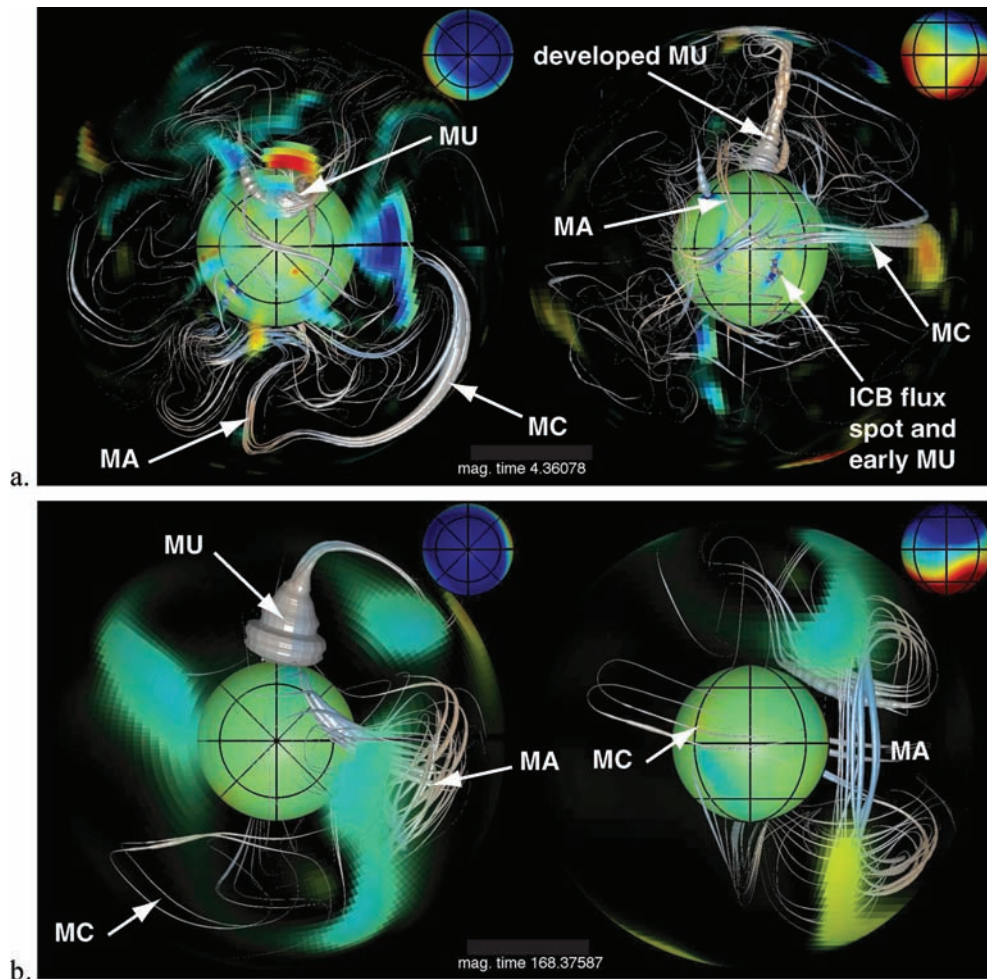 MU
MA
MC
mag. time 4.36078
developed MU
MA
MC
ICB flux
spot and
early MU
a.
MU
MA
MC
MC
MA
mag. time 168.37587
b.